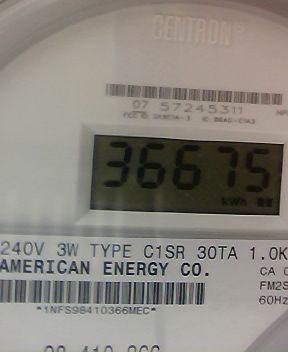 CENTRON®
07 57245311
36675
kWh
240V 3W TYPE C1SR 30TA 1.0K
AMERICAN ENERGY CO.
CA
FM2S
60Hz
*1NFS98410366MEC*